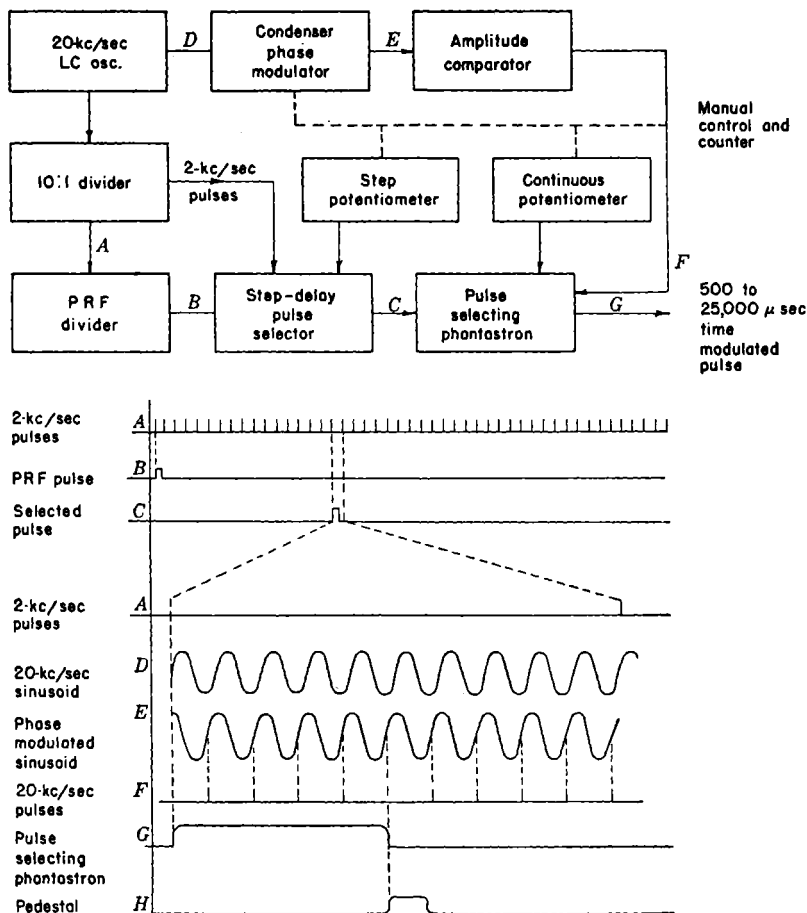 20-kc/sec
LC osc.
D
Condenser
phase
modulator
E
Amplitude
comparator
Manual
control and
counter
10:1 divider
2-kc/sec
pulses
Step
potentiometer
Continuous
potentiometer
A
F
PRF
divider
B
Step-delay
pulse
selector
C
Pulse
selecting
phantastron
G
500 to
25,000 μ sec
time
modulated
pulse
2-kc/sec
pulses
A
PRF pulse
B
Selected
pulse
C
2-kc/sec
pulses
A
20-kc/sec
sinusoid
D
Phase
modulated
sinusoid
E
20-kc/sec
pulses
F
Pulse
selecting
phantastron
G
Pedestal
H